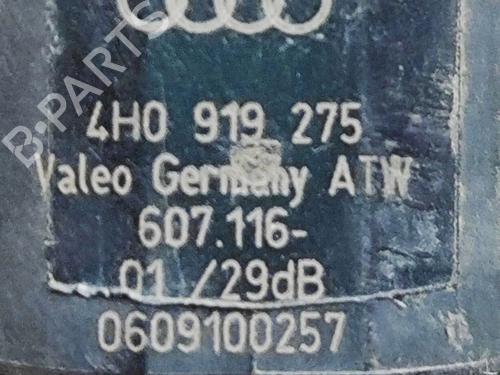 B-PARTS
4H0 919 275
Valeo Germany ATW
607.116-
01 /29dB
0609100257